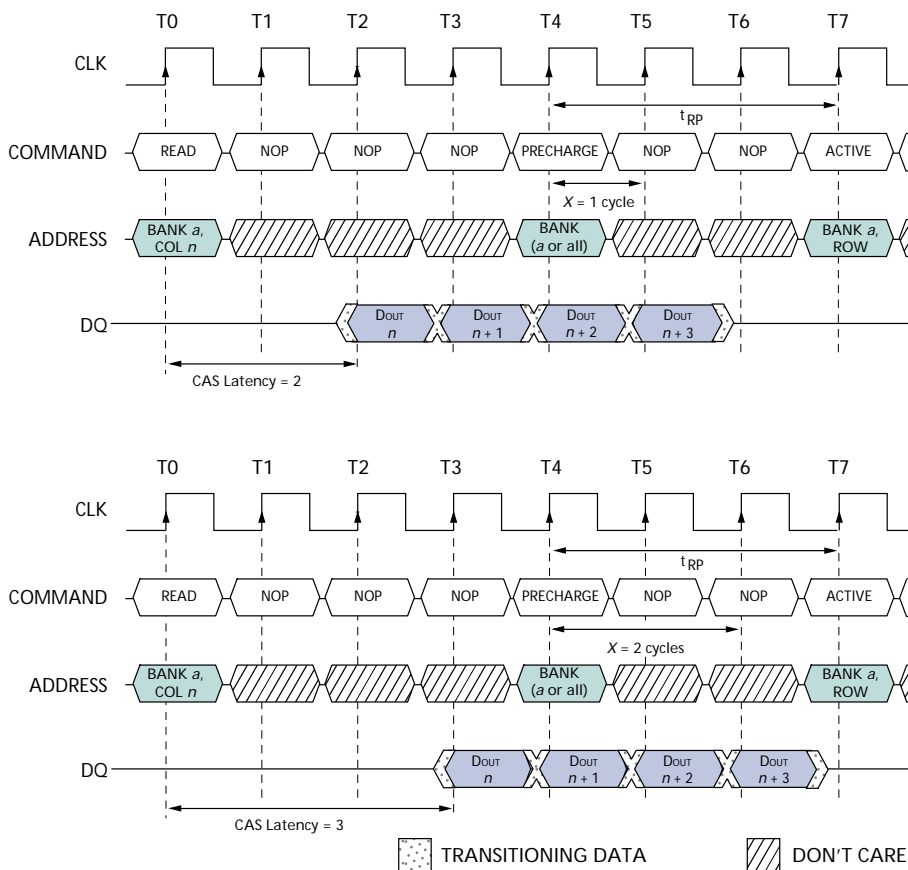 T0 T1 T2 T3 T4 T5 T6 T7
CLK
tRP
COMMAND READ NOP NOP NOP PRECHARGE NOP NOP ACTIVE
X = 1 cycle
ADDRESS BANK a, COL n BANK (a or all) BANK a, ROW
DQ DOUT n DOUT n + 1 DOUT n + 2 DOUT n + 3
CAS Latency = 2
T0 T1 T2 T3 T4 T5 T6 T7
CLK
tRP
COMMAND READ NOP NOP NOP PRECHARGE NOP NOP ACTIVE
X = 2 cycles
ADDRESS BANK a, COL n BANK (a or all) BANK a, ROW
DQ DOUT n DOUT n + 1 DOUT n + 2 DOUT n + 3
CAS Latency = 3
TRANSITIONING DATA DON'T CARE